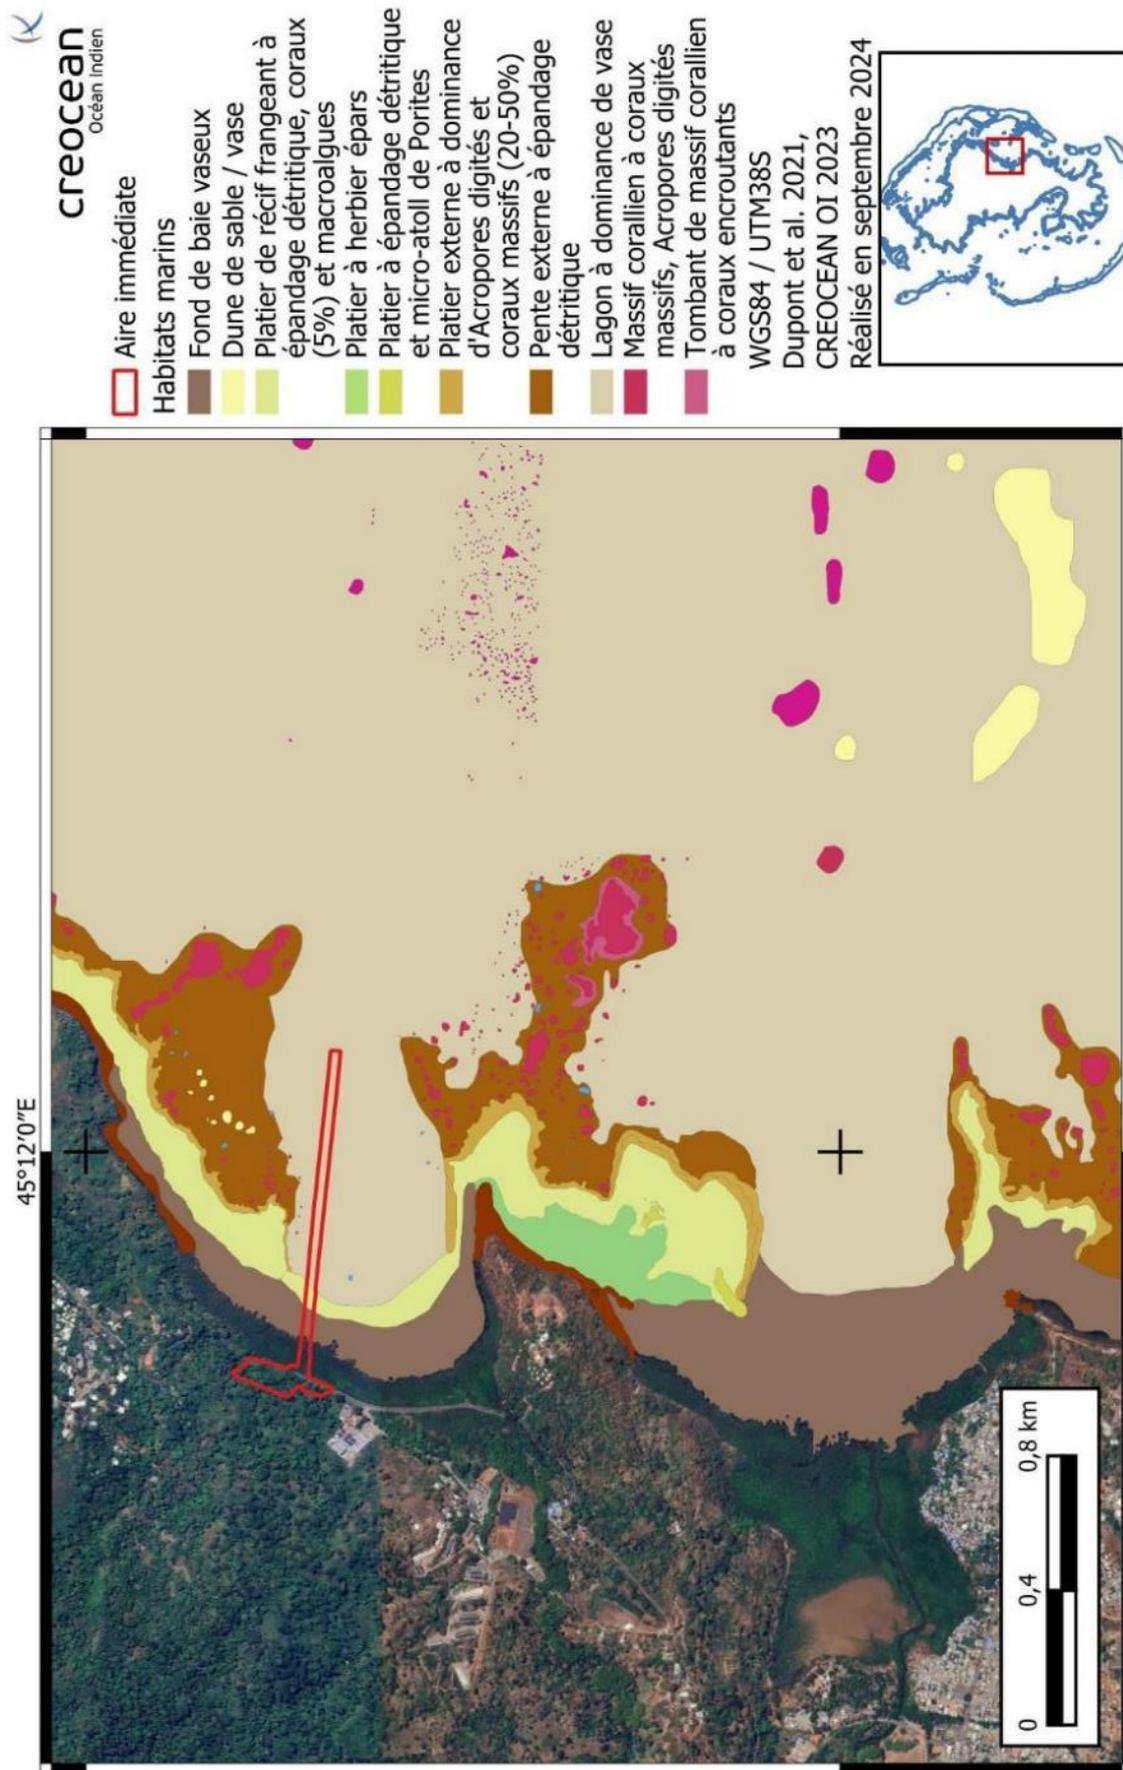 creocean
Océan Indien
Aire immédiate
Habitats marins
Fond de baie vaseux
Dune de sable / vase
Platier de récif frangeant à
épandage détritique, coraux
(5%) et macroalgues
Platier à herbier épars
Platier à épandage détritique
et micro-atoll de Porites
Platier externe à dominance
d'Acropores digités et
coraux massifs (20-50%)
Pente externe à épandage
détritique
Lagon à dominance de vase
Massif corallien à coraux
massifs, Acropores digités
Tombant de massif corallien
à coraux encroutants
WGS84 / UTM38S
Dupont et al. 2021,
CREOCEAN OI 2023
Réalisé en septembre 2024
45°12'0"E
0 0,4 0,8 km